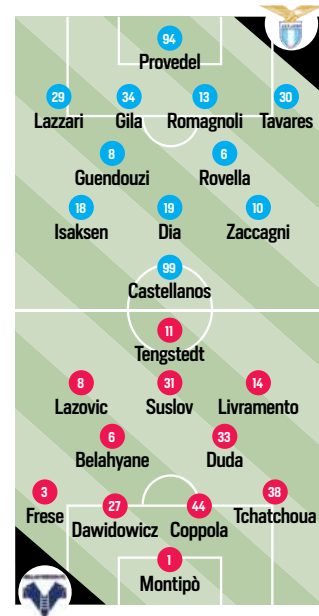 94
Provedel
29 34 13 30
Lazzari Gila Romagnoli Tavares
8 6
Guendouzi Rovella
18 19 10
Isaksen Dia Zaccagni
99
Castellanos
11
Tengstedt
8 31 14
Lazovic Suslov Livramento
6 33
Belahyane Duda
3 27 44 38
Frese Dawidowicz Coppola Tchatchoua
1
Montipò